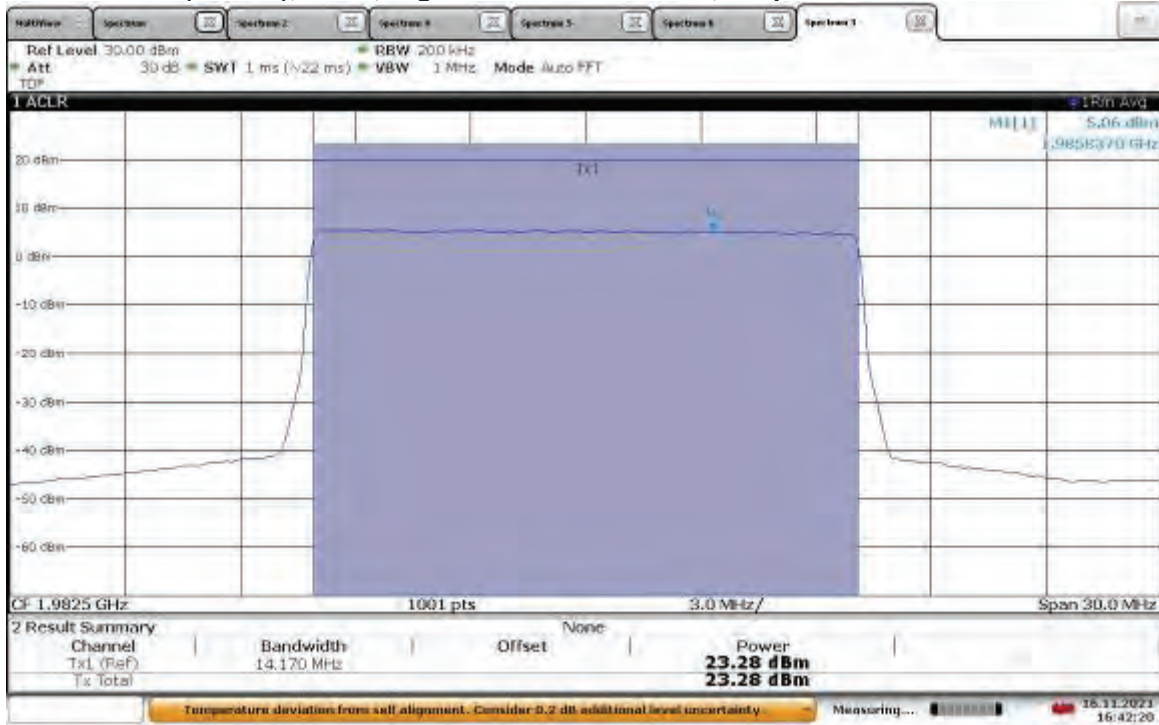 MultiView Spectrum Spectrum 2 Spectrum 4 Spectrum 5 Spectrum 6 Spectrum 3
Ref Level 30.00 dBm RBW 200 kHz
Att 30 dB SWT 1 ms (~22 ms) VBW 1 MHz Mode Auto FFT
TDF
1 ACLR 1Rm Avg
M1[1] 5.06 dBm
1.9858370 GHz
20 dBm
Tx1
10 dBm
0 dBm
-10 dBm
-20 dBm
-30 dBm
-40 dBm
-50 dBm
-60 dBm
CF 1.9825 GHz 1001 pts 3.0 MHz/ Span 30.0 MHz
2 Result Summary None
Channel Bandwidth Offset Power
Tx1 (Ref) 14.170 MHz 23.28 dBm
Tx Total 23.28 dBm
Temperature deviation from self alignment. Consider 0.2 dB additional level uncertainty. Measuring... 16.11.2021
16:42:20